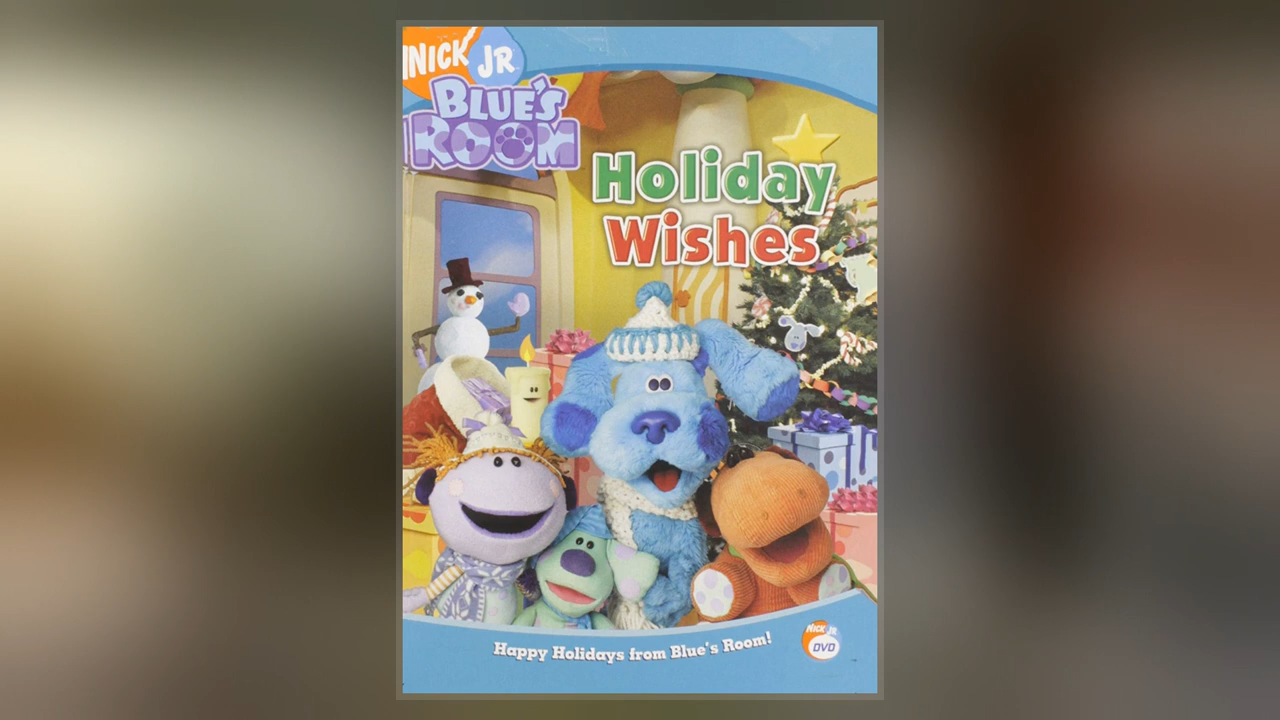 NICK JR
BLUE'S
ROOM
Holiday
Wishes
Happy Holidays from Blue's Room!
NICK JR
DVD